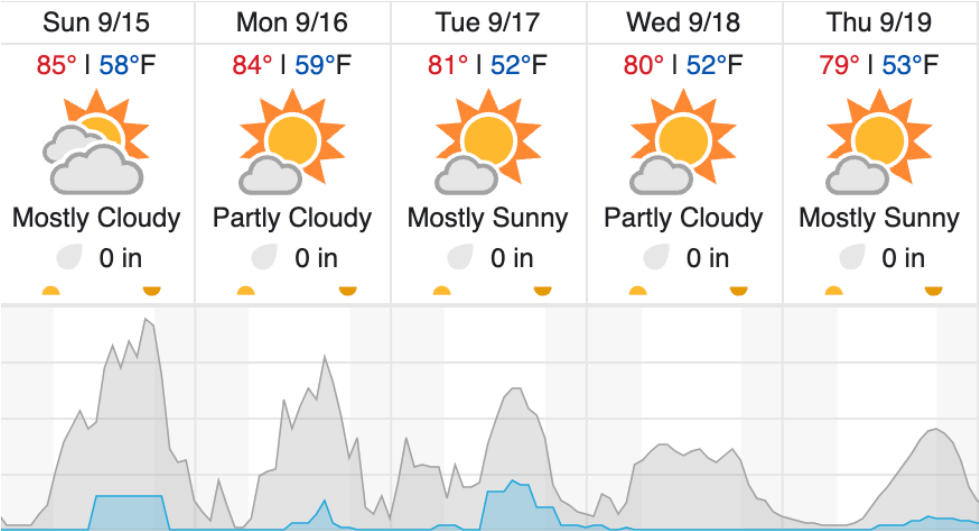 Sun 9/15 Mon 9/16 Tue 9/17 Wed 9/18 Thu 9/19
85° | 58°F 84° | 59°F 81° | 52°F 80° | 52°F 79° | 53°F
Mostly Cloudy Partly Cloudy Mostly Sunny Partly Cloudy Mostly Sunny
0 in 0 in 0 in 0 in 0 in